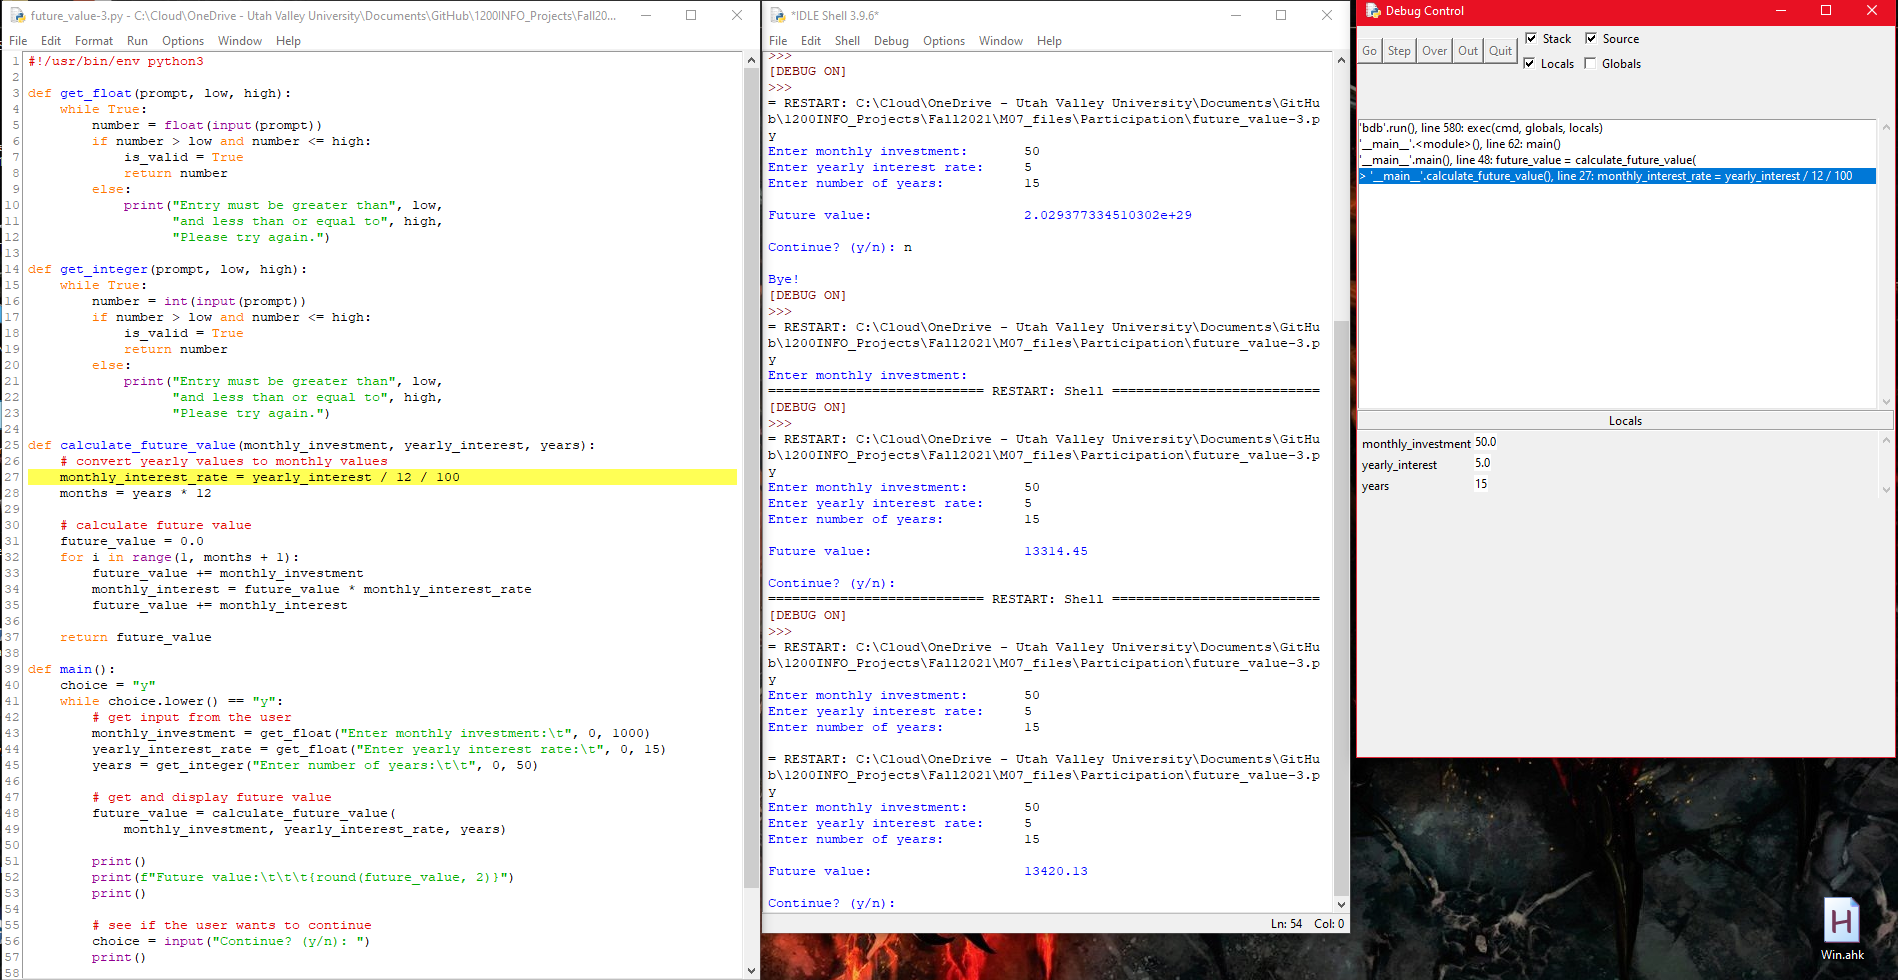 future_value-3.py - C:\Cloud\OneDrive - Utah Valley University\Documents\GitHub\1200INFO_Projects\Fall20...
File Edit Format Run Options Window Help
1 #!/usr/bin/env python3
2
3 def get_float(prompt, low, high):
4     while True:
5         number = float(input(prompt))
6         if number > low and number <= high:
7             is_valid = True
8             return number
9         else:
10             print("Entry must be greater than", low,
11                   "and less than or equal to", high,
12                   "Please try again.")
13
14 def get_integer(prompt, low, high):
15     while True:
16         number = int(input(prompt))
17         if number > low and number <= high:
18             is_valid = True
19             return number
20         else:
21             print("Entry must be greater than", low,
22                   "and less than or equal to", high,
23                   "Please try again.")
24
25 def calculate_future_value(monthly_investment, yearly_interest, years):
26     # convert yearly values to monthly values
27     monthly_interest_rate = yearly_interest / 12 / 100
28     months = years * 12
29
30     # calculate future value
31     future_value = 0.0
32     for i in range(1, months + 1):
33         future_value += monthly_investment
34         monthly_interest = future_value * monthly_interest_rate
35         future_value += monthly_interest
36
37     return future_value
38
39 def main():
40     choice = "y"
41     while choice.lower() == "y":
42         # get input from the user
43         monthly_investment = get_float("Enter monthly investment:\t", 0, 1000)
44         yearly_interest_rate = get_float("Enter yearly interest rate:\t", 0, 15)
45         years = get_integer("Enter number of years:\t\t", 0, 50)
46
47         # get and display future value
48         future_value = calculate_future_value(
49             monthly_investment, yearly_interest_rate, years)
50
51         print()
52         print(f"Future value:\t\t\t{round(future_value, 2)}")
53         print()
54
55         # see if the user wants to continue
56         choice = input("Continue? (y/n): ")
57         print()
58
*IDLE Shell 3.9.6*
File Edit Shell Debug Options Window Help
>>>
[DEBUG ON]
>>>
= RESTART: C:\Cloud\OneDrive - Utah Valley University\Documents\GitHu
b\1200INFO_Projects\Fall2021\M07_files\Participation\future_value-3.p
y
Enter monthly investment: 50
Enter yearly interest rate: 5
Enter number of years: 15
Future value: 2.029377334510302e+29
Continue? (y/n): n
Bye!
[DEBUG ON]
>>>
= RESTART: C:\Cloud\OneDrive - Utah Valley University\Documents\GitHu
b\1200INFO_Projects\Fall2021\M07_files\Participation\future_value-3.p
y
Enter monthly investment:
=========================== RESTART: Shell ==========================
[DEBUG ON]
>>>
= RESTART: C:\Cloud\OneDrive - Utah Valley University\Documents\GitHu
b\1200INFO_Projects\Fall2021\M07_files\Participation\future_value-3.p
y
Enter monthly investment: 50
Enter yearly interest rate: 5
Enter number of years: 15
Future value: 13314.45
Continue? (y/n):
=========================== RESTART: Shell ==========================
[DEBUG ON]
>>>
= RESTART: C:\Cloud\OneDrive - Utah Valley University\Documents\GitHu
b\1200INFO_Projects\Fall2021\M07_files\Participation\future_value-3.p
y
Enter monthly investment: 50
Enter yearly interest rate: 5
Enter number of years: 15
= RESTART: C:\Cloud\OneDrive - Utah Valley University\Documents\GitHu
b\1200INFO_Projects\Fall2021\M07_files\Participation\future_value-3.p
y
Enter monthly investment: 50
Enter yearly interest rate: 5
Enter number of years: 15
Future value: 13420.13
Continue? (y/n):
Ln: 54 Col: 0
Debug Control
Go Step Over Out Quit
Stack Source
Locals Globals
'bdb'.run(), line 580: exec(cmd, globals, locals)
'__main__'.<module>(), line 62: main()
'__main__'.main(), line 48: future_value = calculate_future_value(
> '__main__'.calculate_future_value(), line 27: monthly_interest_rate = yearly_interest / 12 / 100
Locals
monthly_investment 50.0
yearly_interest 5.0
years 15
Win.ahk